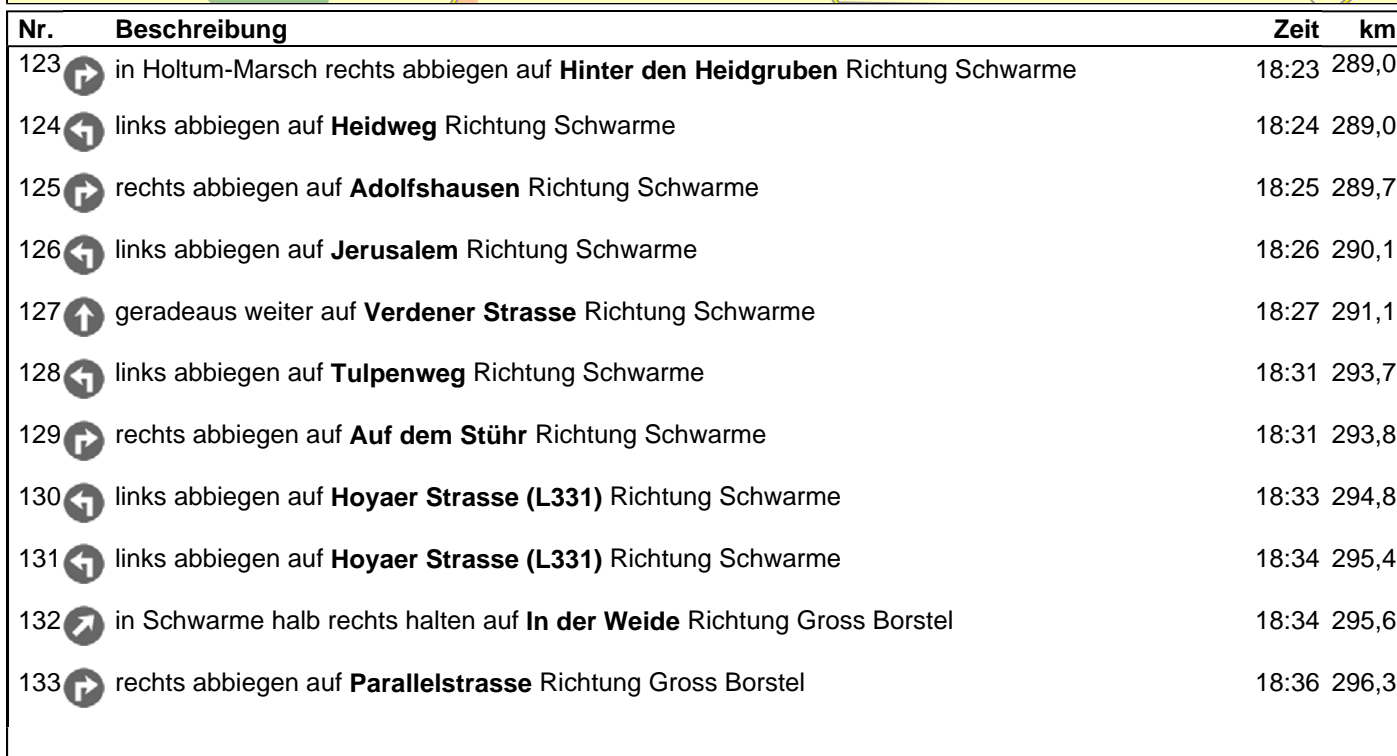 Nr. Beschreibung Zeit km
123 in Holtum-Marsch rechts abbiegen auf Hinter den Heidgruben Richtung Schwarme 18:23 289,0
124 links abbiegen auf Heidweg Richtung Schwarme 18:24 289,0
125 rechts abbiegen auf Adolfshausen Richtung Schwarme 18:25 289,7
126 links abbiegen auf Jerusalem Richtung Schwarme 18:26 290,1
127 geradeaus weiter auf Verdener Strasse Richtung Schwarme 18:27 291,1
128 links abbiegen auf Tulpenweg Richtung Schwarme 18:31 293,7
129 rechts abbiegen auf Auf dem Stühr Richtung Schwarme 18:31 293,8
130 links abbiegen auf Hoyaer Strasse (L331) Richtung Schwarme 18:33 294,8
131 links abbiegen auf Hoyaer Strasse (L331) Richtung Schwarme 18:34 295,4
132 in Schwarme halb rechts halten auf In der Weide Richtung Gross Borstel 18:34 295,6
133 rechts abbiegen auf Parallelstrasse Richtung Gross Borstel 18:36 296,3